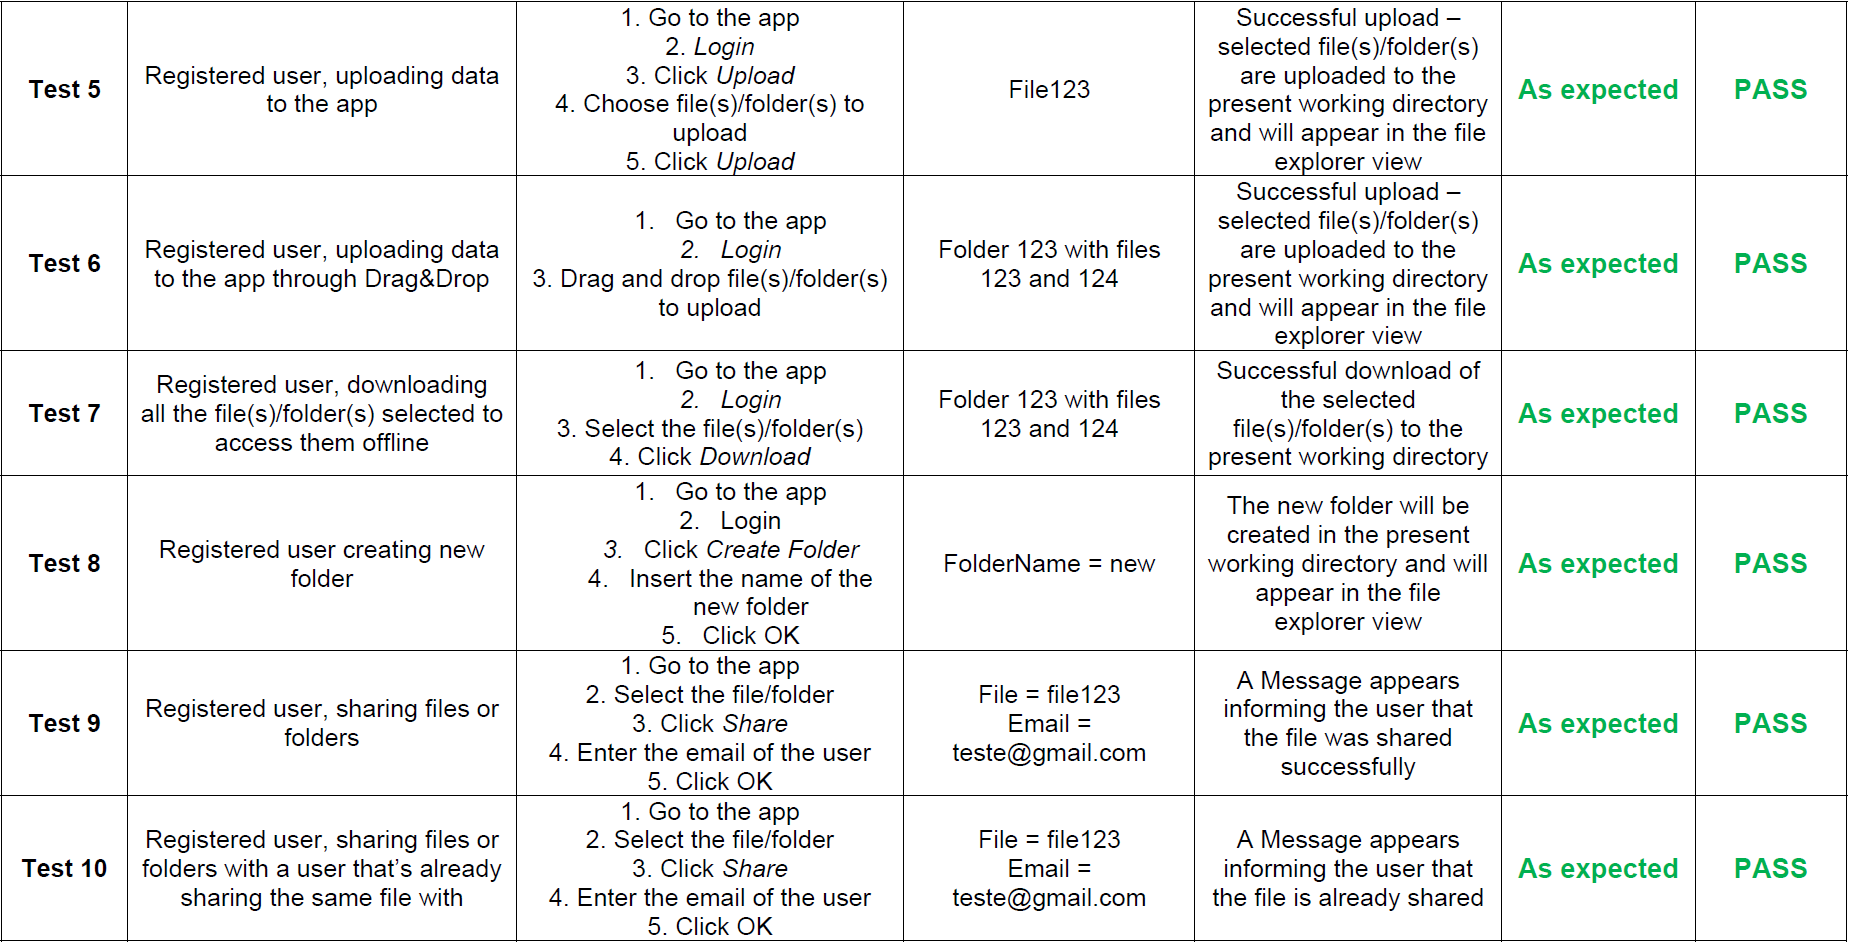 Test 5
Registered user, uploading data
to the app
1. Go to the app
2. Login
3. Click Upload
4. Choose file(s)/folder(s) to
upload
5. Click Upload
File123
Successful upload –
selected file(s)/folder(s)
are uploaded to the
present working directory
and will appear in the file
explorer view
As expected
PASS
Test 6
Registered user, uploading data
to the app through Drag&Drop
1. Go to the app
2. Login
3. Drag and drop file(s)/folder(s)
to upload
Folder 123 with files
123 and 124
Successful upload –
selected file(s)/folder(s)
are uploaded to the
present working directory
and will appear in the file
explorer view
As expected
PASS
Test 7
Registered user, downloading
all the file(s)/folder(s) selected to
access them offline
1. Go to the app
2. Login
3. Select the file(s)/folder(s)
4. Click Download
Folder 123 with files
123 and 124
Successful download of
the selected
file(s)/folder(s) to the
present working directory
As expected
PASS
Test 8
Registered user creating new
folder
1. Go to the app
2. Login
3. Click Create Folder
4. Insert the name of the
new folder
5. Click OK
FolderName = new
The new folder will be
created in the present
working directory and will
appear in the file
explorer view
As expected
PASS
Test 9
Registered user, sharing files or
folders
1. Go to the app
2. Select the file/folder
3. Click Share
4. Enter the email of the user
5. Click OK
File = file123
Email =
teste@gmail.com
A Message appears
informing the user that
the file was shared
successfully
As expected
PASS
Test 10
Registered user, sharing files or
folders with a user that’s already
sharing the same file with
1. Go to the app
2. Select the file/folder
3. Click Share
4. Enter the email of the user
5. Click OK
File = file123
Email =
teste@gmail.com
A Message appears
informing the user that
the file is already shared
As expected
PASS